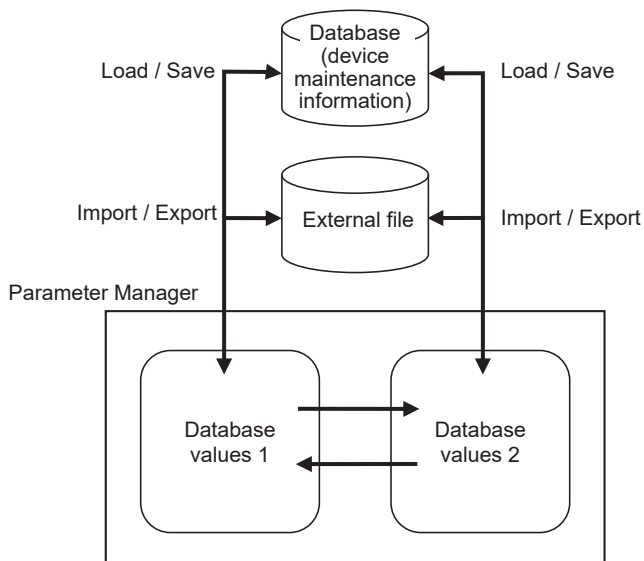 Database
(device
maintenance
information)
Load / Save
Load / Save
External file
Import / Export
Import / Export
Parameter Manager
Database
values 1
Database
values 2